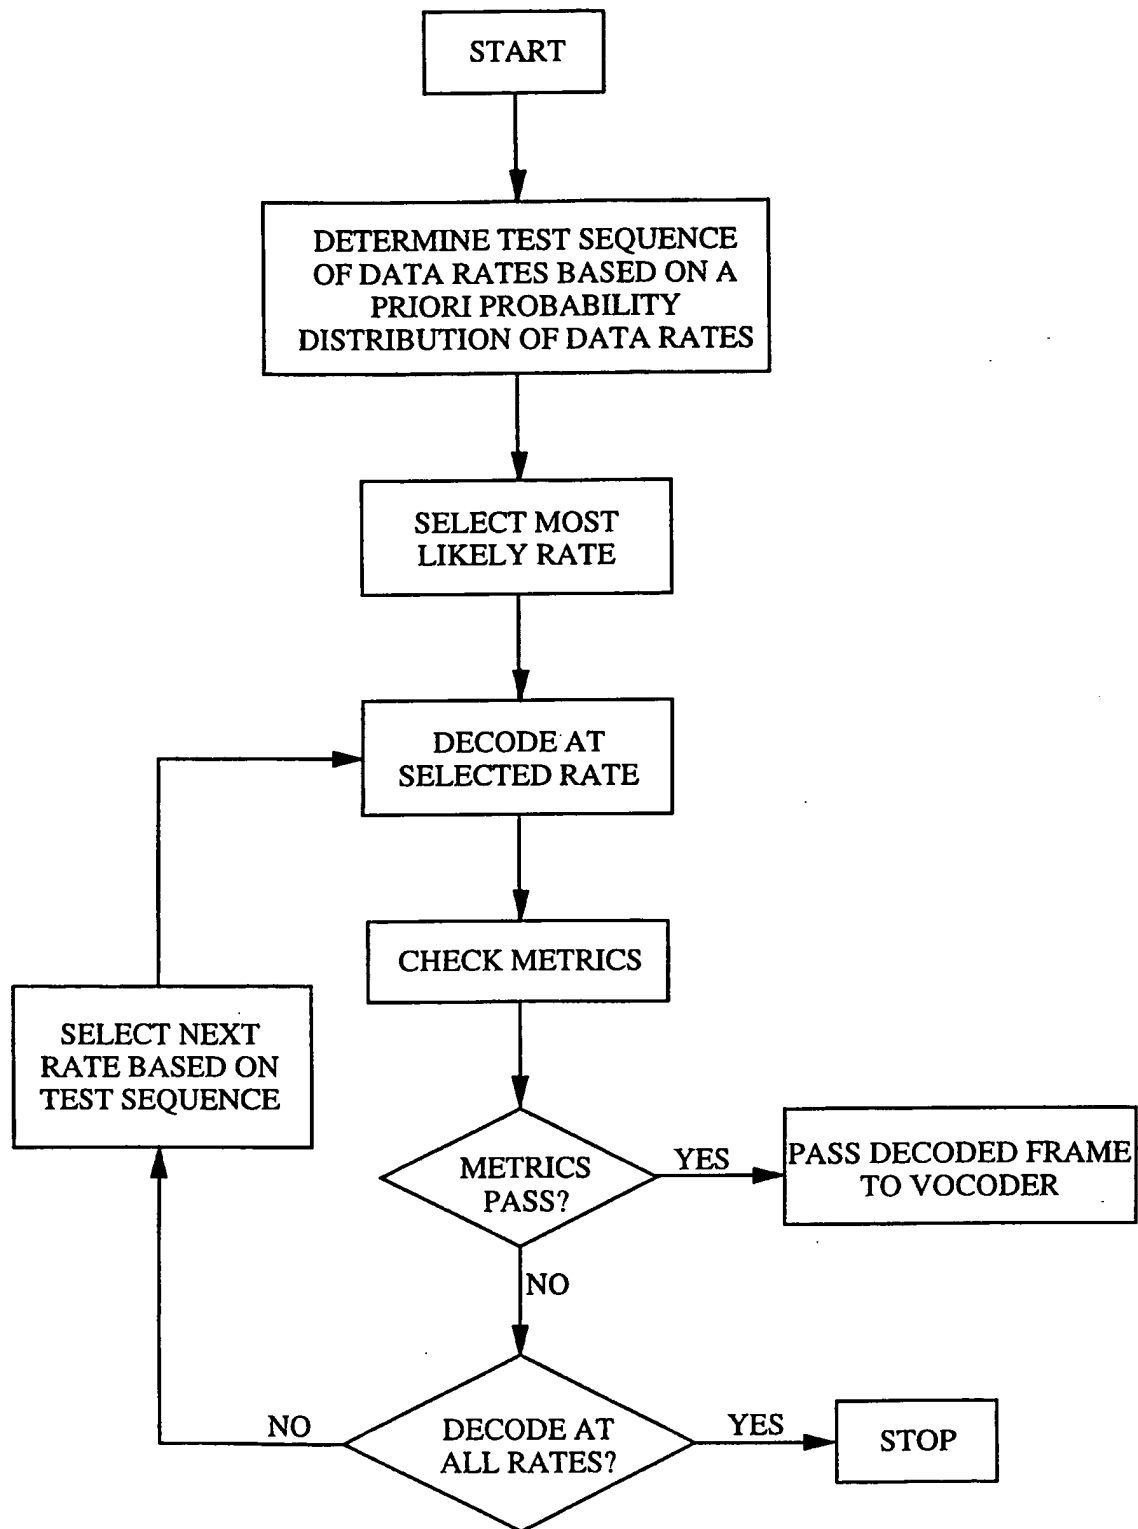 START
DETERMINE TEST SEQUENCE
OF DATA RATES BASED ON A
PRIORI PROBABILITY
DISTRIBUTION OF DATA RATES
SELECT MOST
LIKELY RATE
DECODE AT
SELECTED RATE
CHECK METRICS
SELECT NEXT
RATE BASED ON
TEST SEQUENCE
METRICS
PASS?
YES
PASS DECODED FRAME
TO VOCODER
NO
NO
DECODE AT
ALL RATES?
YES
STOP